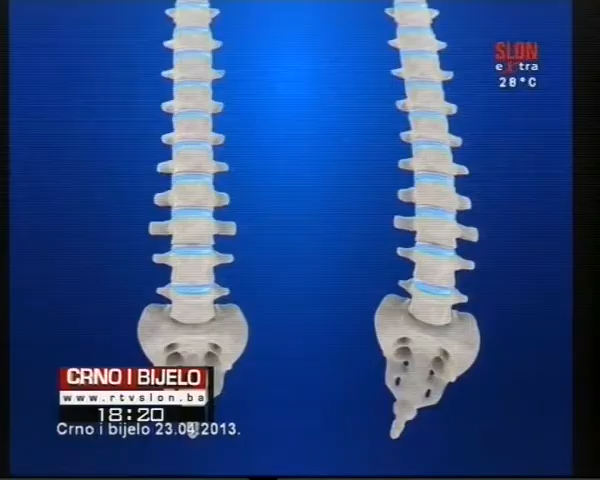 SLON
extra
28°C
CRNO I BIJELO
www.rtvslon.ba
18:20
Crno i bijelo 23.04.2013.